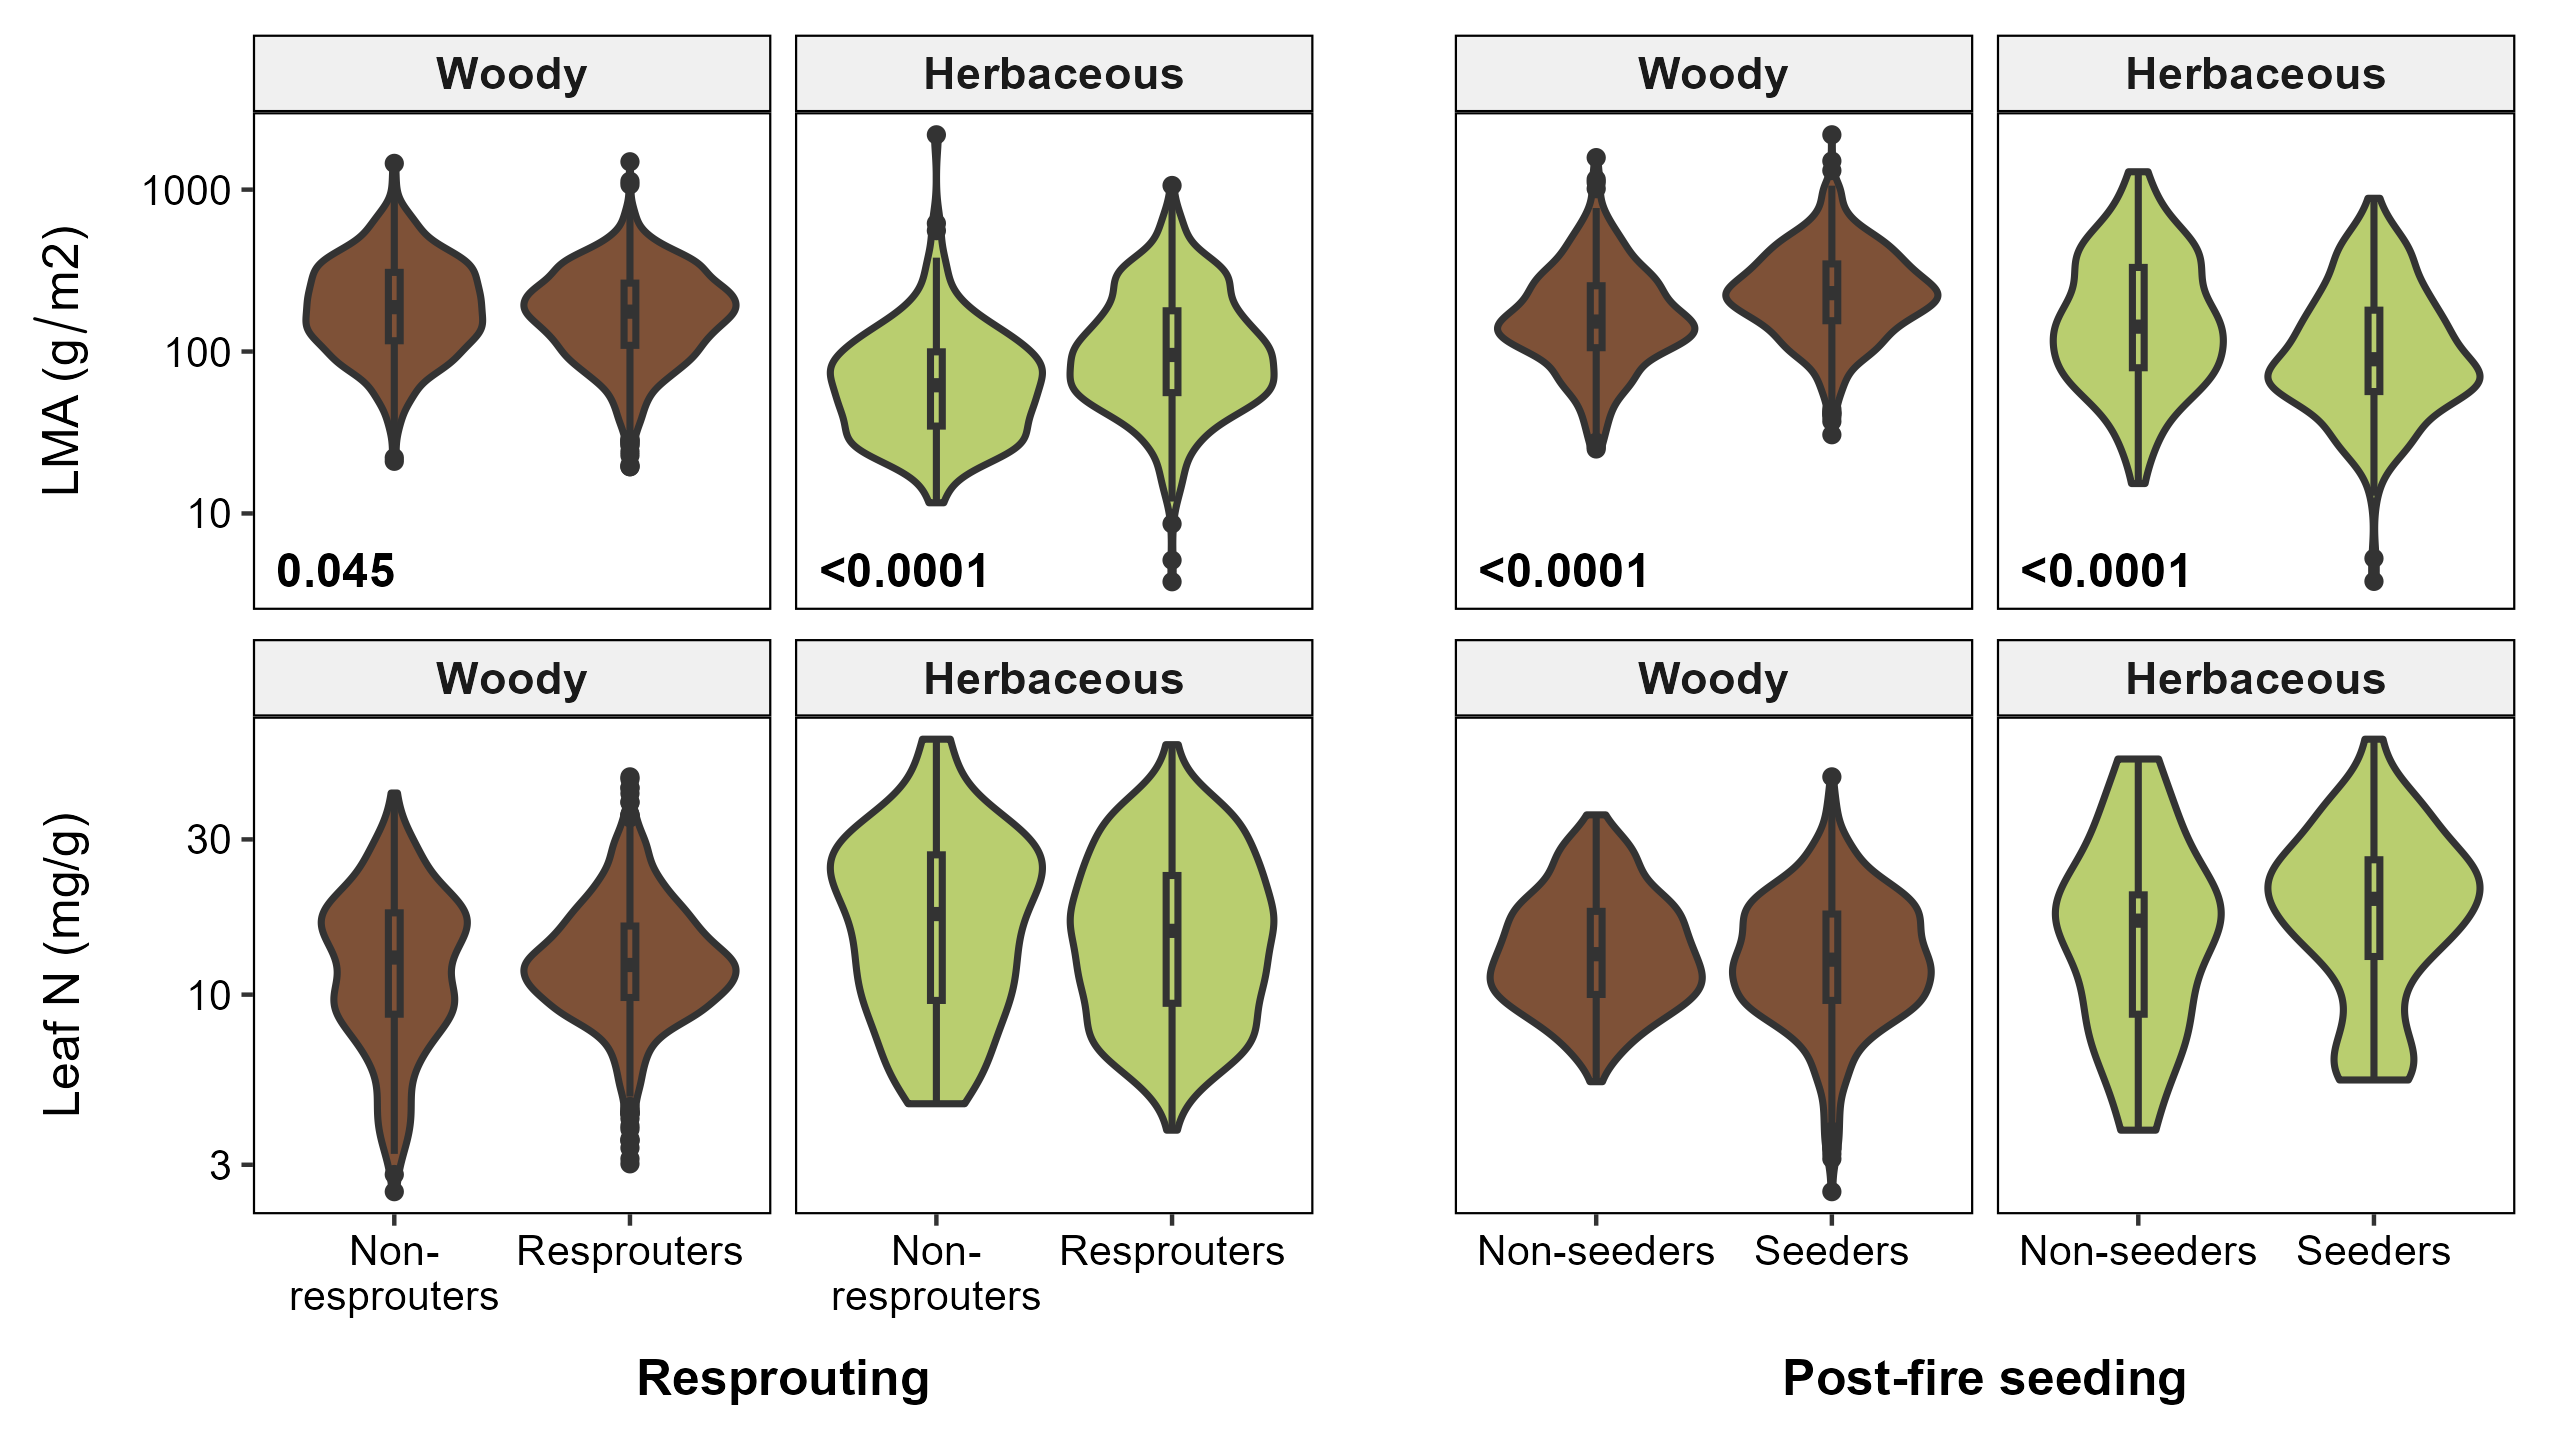 Woody
Herbaceous
Woody
Herbaceous
LMA (g/m2)
1000
100
10
0.045
<0.0001
<0.0001
<0.0001
Woody
Herbaceous
Woody
Herbaceous
Leaf N (mg/g)
30
10
3
Non-
resprouters
Resprouters
Non-
resprouters
Resprouters
Non-seeders
Seeders
Non-seeders
Seeders
Resprouting
Post-fire seeding